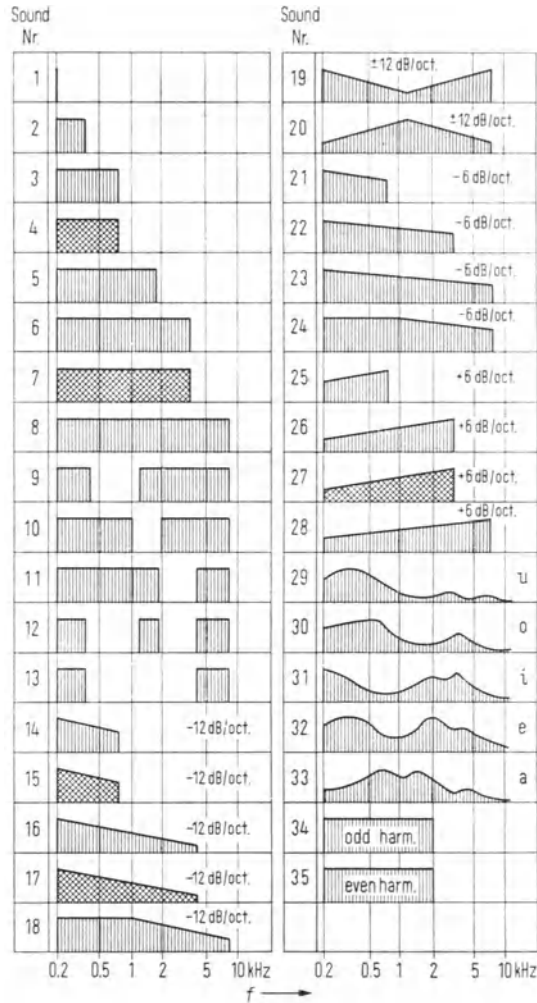 Sound
Nr.
1
2
3
4
5
6
7
8
9
10
11
12
13
14 -12 dB/oct.
15 -12 dB/oct.
16 -12 dB/oct.
17 -12 dB/oct.
18 -12 dB/oct.
0.2 0.5 1 2 5 10 kHz
Sound
Nr.
19 ±12 dB/oct.
20 ±12 dB/oct.
21 -6 dB/oct.
22 -6 dB/oct.
23 -6 dB/oct.
24 -6 dB/oct.
25 +6 dB/oct.
26 +6 dB/oct.
27 +6 dB/oct.
28 +6 dB/oct.
29 u
30 o
31 i
32 e
33 a
34 odd harm.
35 even harm.
0.2 0.5 1 2 5 10 kHz
f →